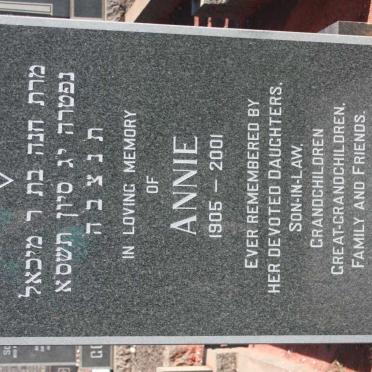 מרת חנה בת ר מיכאל
נפטרה יג סיון תשסא
ת נ צ ב ה
IN LOVING MEMORY
OF
ANNIE
1905 – 2001
EVER REMEMBERED BY
HER DEVOTED DAUGHTERS,
SON-IN-LAW,
GRANDCHILDREN
GREAT-GRANDCHILDREN,
FAMILY AND FRIENDS.